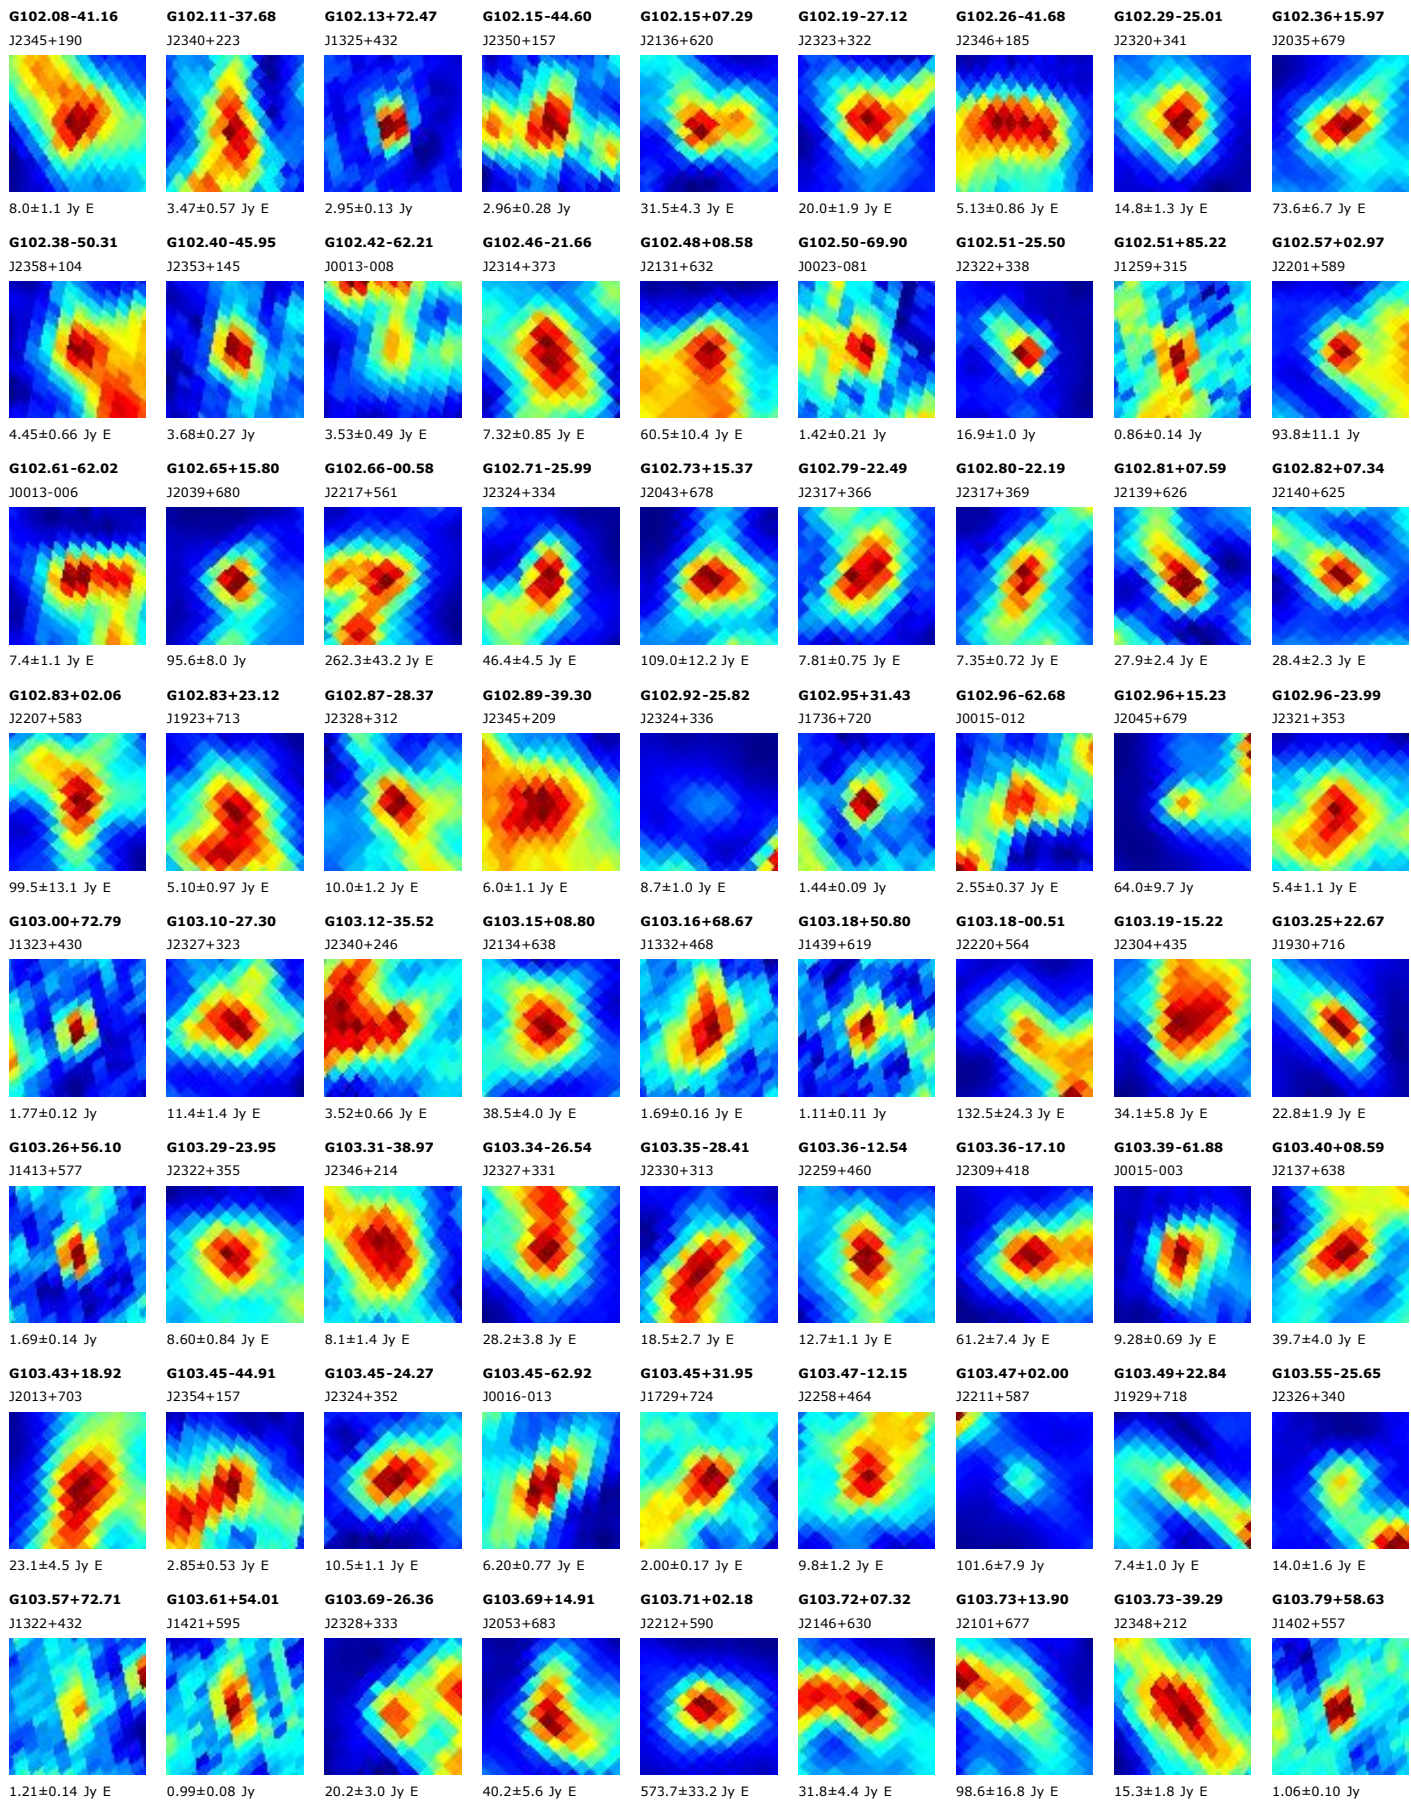 G102.08-41.16 G102.11-37.68 G102.13+72.47 G102.15-44.60 G102.15+07.29 G102.19-27.12 G102.26-41.68 G102.29-25.01 G102.36+15.97
J2345+190 J2340+223 J1325+432 J2350+157 J2136+620 J2323+322 J2346+185 J2320+341 J2035+679
8.0±1.1 Jy E 3.47±0.57 Jy E 2.95±0.13 Jy 2.96±0.28 Jy 31.5±4.3 Jy E 20.0±1.9 Jy E 5.13±0.86 Jy E 14.8±1.3 Jy E 73.6±6.7 Jy E
G102.38-50.31 G102.40-45.95 G102.42-62.21 G102.46-21.66 G102.48+08.58 G102.50-69.90 G102.51-25.50 G102.51+85.22 G102.57+02.97
J2358+104 J2353+145 J0013-008 J2314+373 J2131+632 J0023-081 J2322+338 J1259+315 J2201+589
4.45±0.66 Jy E 3.68±0.27 Jy 3.53±0.49 Jy E 7.32±0.85 Jy E 60.5±10.4 Jy E 1.42±0.21 Jy 16.9±1.0 Jy 0.86±0.14 Jy 93.8±11.1 Jy
G102.61-62.02 G102.65+15.80 G102.66-00.58 G102.71-25.99 G102.73+15.37 G102.79-22.49 G102.80-22.19 G102.81+07.59 G102.82+07.34
J0013-006 J2039+680 J2217+561 J2324+334 J2043+678 J2317+366 J2317+369 J2139+626 J2140+625
7.4±1.1 Jy E 95.6±8.0 Jy 262.3±43.2 Jy E 46.4±4.5 Jy E 109.0±12.2 Jy E 7.81±0.75 Jy E 7.35±0.72 Jy E 27.9±2.4 Jy E 28.4±2.3 Jy E
G102.83+02.06 G102.83+23.12 G102.87-28.37 G102.89-39.30 G102.92-25.82 G102.95+31.43 G102.96-62.68 G102.96+15.23 G102.96-23.99
J2207+583 J1923+713 J2328+312 J2345+209 J2324+336 J1736+720 J0015-012 J2045+679 J2321+353
99.5±13.1 Jy E 5.10±0.97 Jy E 10.0±1.2 Jy E 6.0±1.1 Jy E 8.7±1.0 Jy E 1.44±0.09 Jy 2.55±0.37 Jy E 64.0±9.7 Jy 5.4±1.1 Jy E
G103.00+72.79 G103.10-27.30 G103.12-35.52 G103.15+08.80 G103.16+68.67 G103.18+50.80 G103.18-00.51 G103.19-15.22 G103.25+22.67
J1323+430 J2327+323 J2340+246 J2134+638 J1332+468 J1439+619 J2220+564 J2304+435 J1930+716
1.77±0.12 Jy 11.4±1.4 Jy E 3.52±0.66 Jy E 38.5±4.0 Jy E 1.69±0.16 Jy E 1.11±0.11 Jy 132.5±24.3 Jy E 34.1±5.8 Jy E 22.8±1.9 Jy E
G103.26+56.10 G103.29-23.95 G103.31-38.97 G103.34-26.54 G103.35-28.41 G103.36-12.54 G103.36-17.10 G103.39-61.88 G103.40+08.59
J1413+577 J2322+355 J2346+214 J2327+331 J2330+313 J2259+460 J2309+418 J0015-003 J2137+638
1.69±0.14 Jy 8.60±0.84 Jy E 8.1±1.4 Jy E 28.2±3.8 Jy E 18.5±2.7 Jy E 12.7±1.1 Jy E 61.2±7.4 Jy E 9.28±0.69 Jy E 39.7±4.0 Jy E
G103.43+18.92 G103.45-44.91 G103.45-24.27 G103.45-62.92 G103.45+31.95 G103.47-12.15 G103.47+02.00 G103.49+22.84 G103.55-25.65
J2013+703 J2354+157 J2324+352 J0016-013 J1729+724 J2258+464 J2211+587 J1929+718 J2326+340
23.1±4.5 Jy E 2.85±0.53 Jy E 10.5±1.1 Jy E 6.20±0.77 Jy E 2.00±0.17 Jy E 9.8±1.2 Jy E 101.6±7.9 Jy 7.4±1.0 Jy E 14.0±1.6 Jy E
G103.57+72.71 G103.61+54.01 G103.69-26.36 G103.69+14.91 G103.71+02.18 G103.72+07.32 G103.73+13.90 G103.73-39.29 G103.79+58.63
J1322+432 J1421+595 J2328+333 J2053+683 J2212+590 J2146+630 J2101+677 J2348+212 J1402+557
1.21±0.14 Jy E 0.99±0.08 Jy 20.2±3.0 Jy E 40.2±5.6 Jy E 573.7±33.2 Jy E 31.8±4.4 Jy E 98.6±16.8 Jy E 15.3±1.8 Jy E 1.06±0.10 Jy